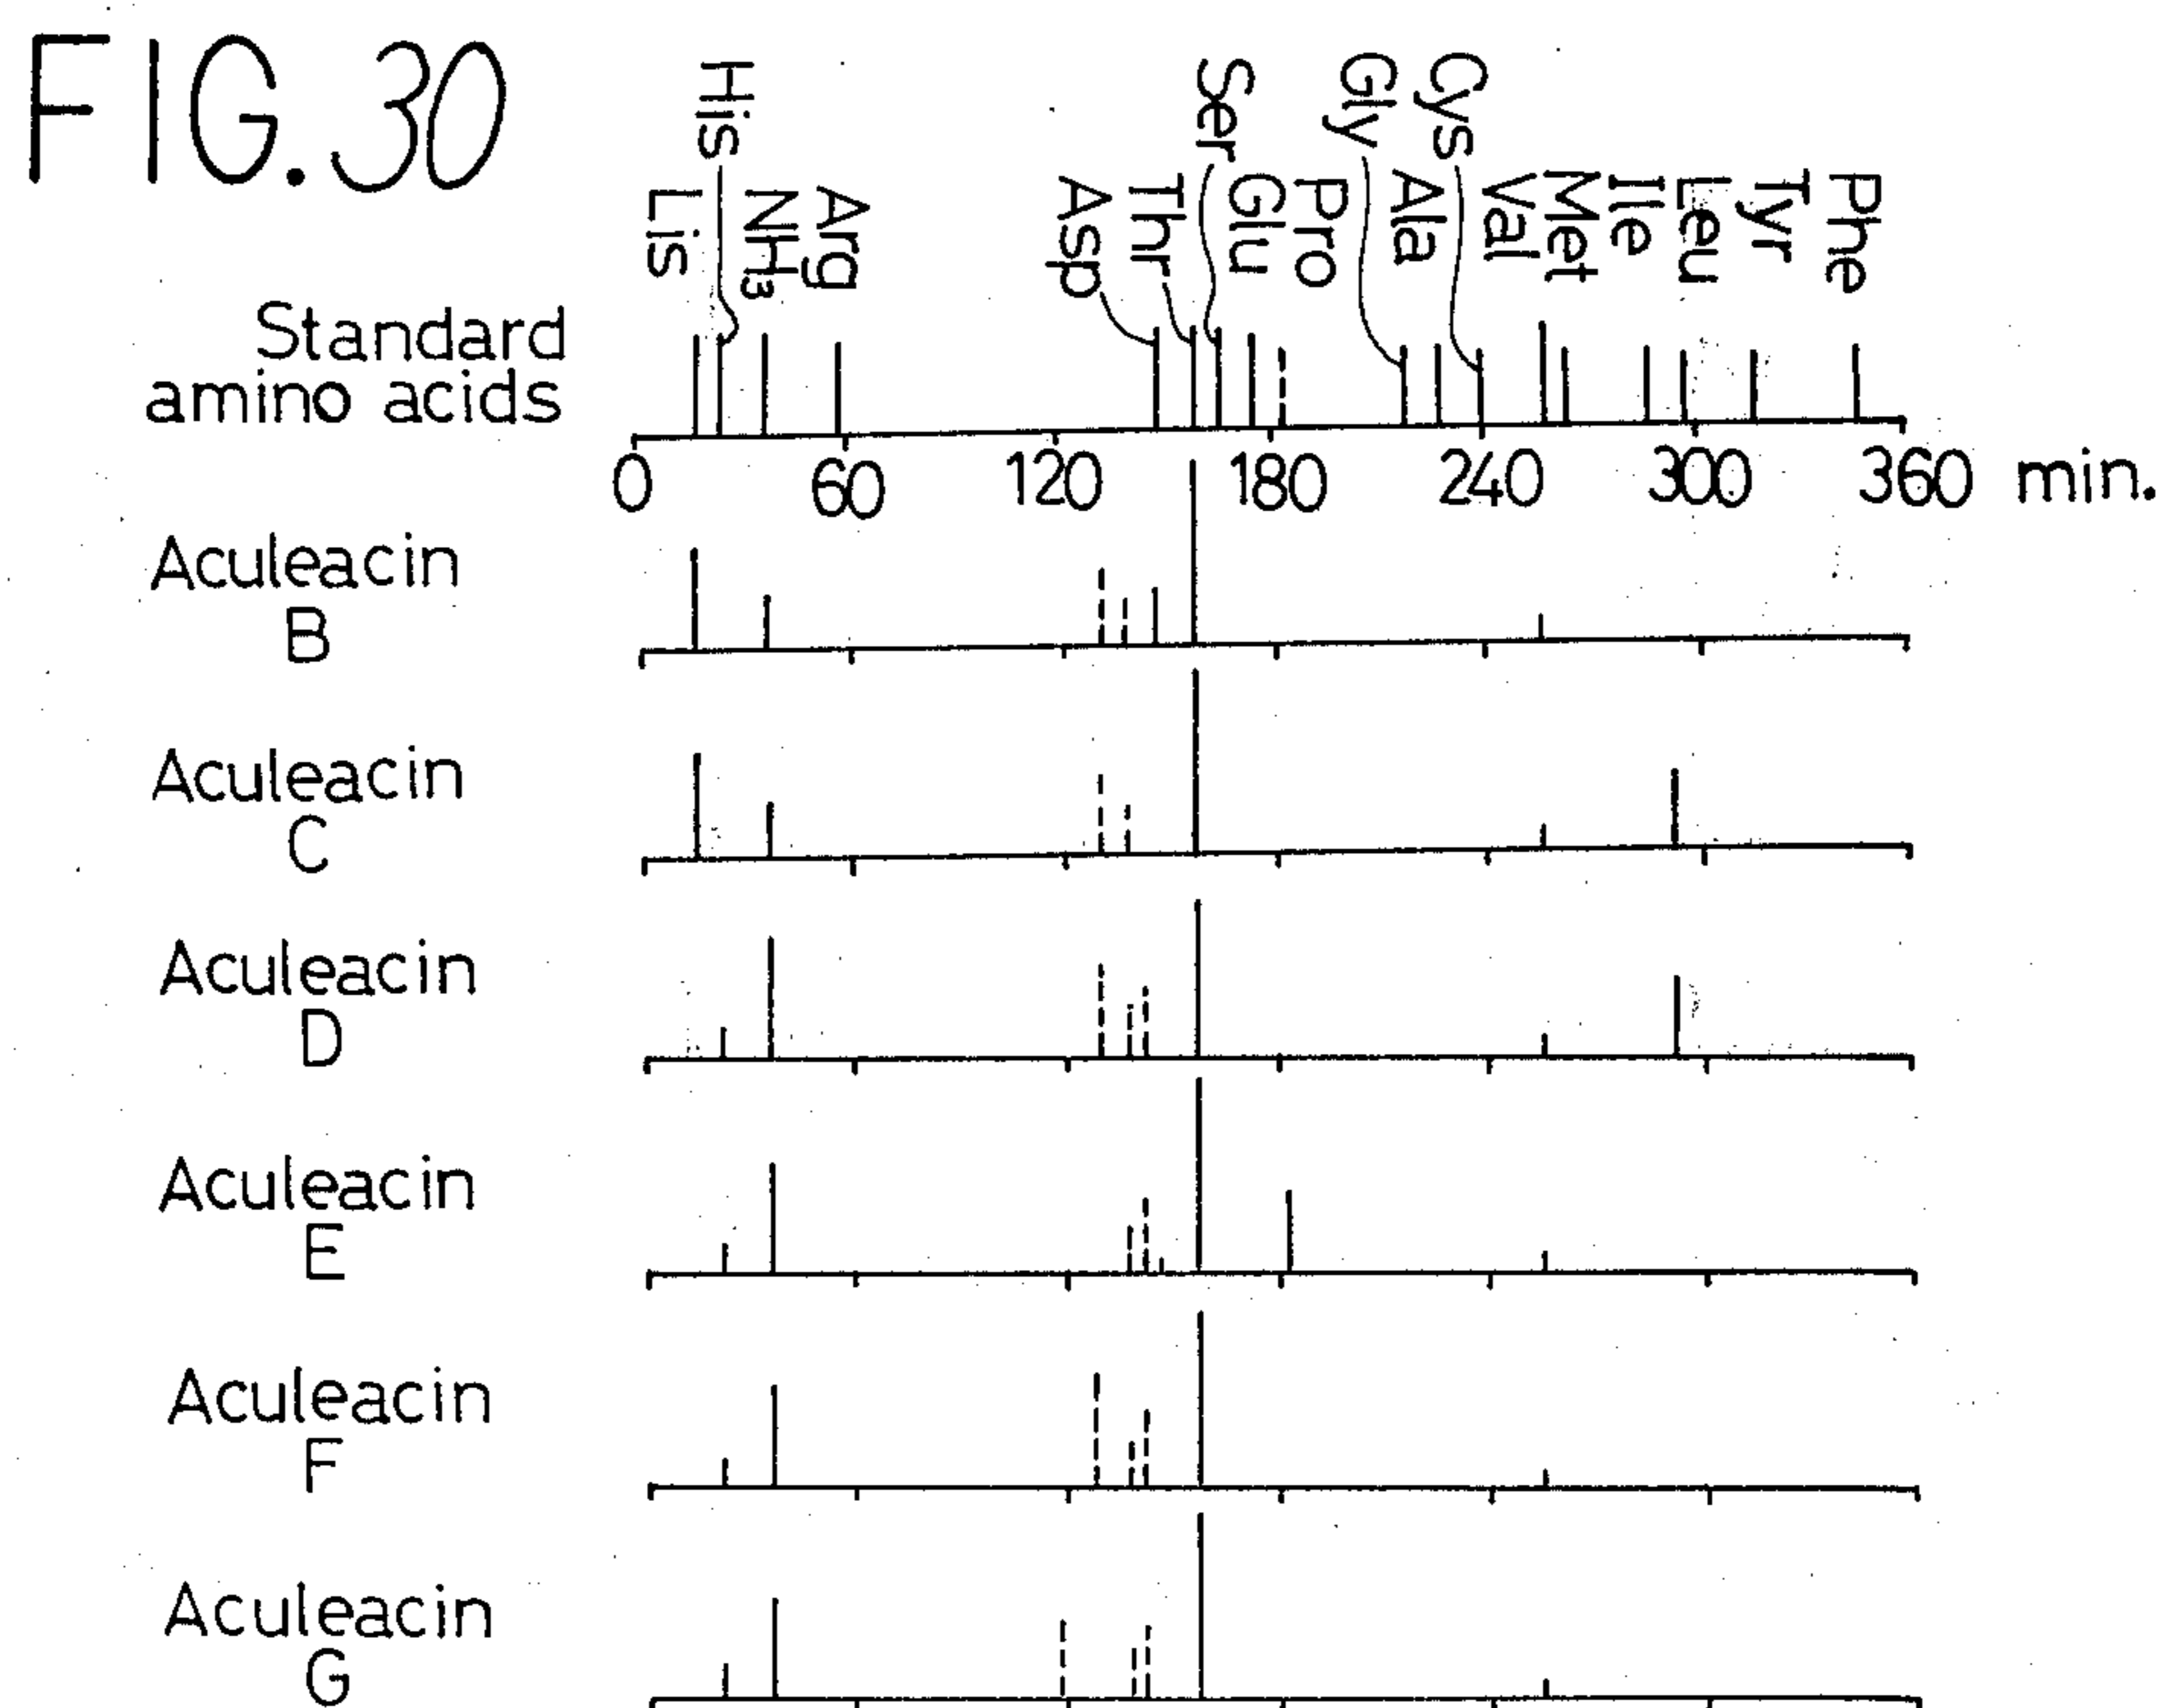 FIG. 30
His
Ser
Gly
Cys
Lis
NH3
Arg
Asp
Thr
Glu
Pro
Ala
Val
Met
Ile
Leu
Tyr
Phe
Standard
amino acids
0 60 120 180 240 300 360 min.
Aculeacin
B
Aculeacin
C
Aculeacin
D
Aculeacin
E
Aculeacin
F
Aculeacin
G